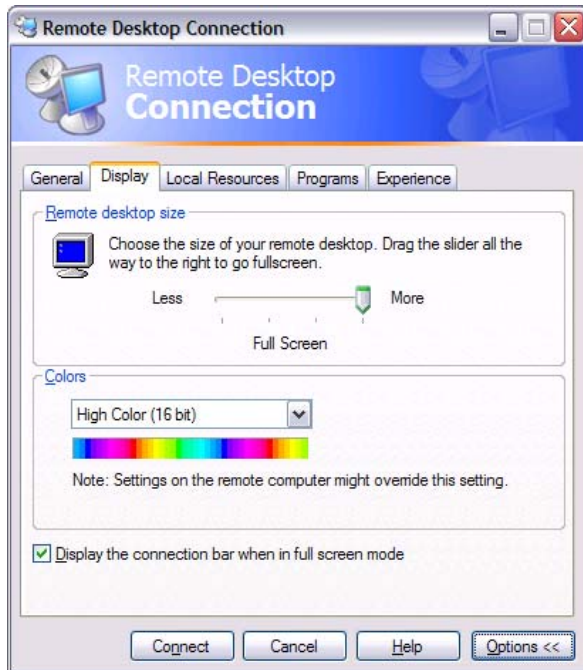 Remote Desktop Connection
Remote Desktop
Connection
General Display Local Resources Programs Experience
Remote desktop size
Choose the size of your remote desktop. Drag the slider all the
way to the right to go fullscreen.
Less More
Full Screen
Colors
High Color (16 bit)
Note: Settings on the remote computer might override this setting.
Display the connection bar when in full screen mode
Connect Cancel Help Options <<